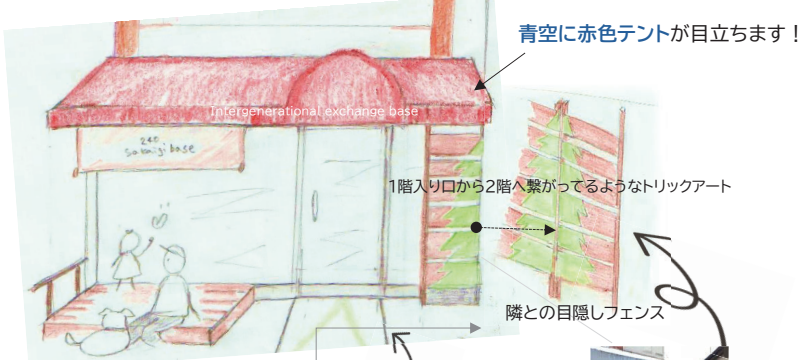 青空に赤色テントが目立ちます！
Intergenerational exchange base
240
1階入り口から2階へ繋がってるようなトリックアート
隣との目隠しフェンス